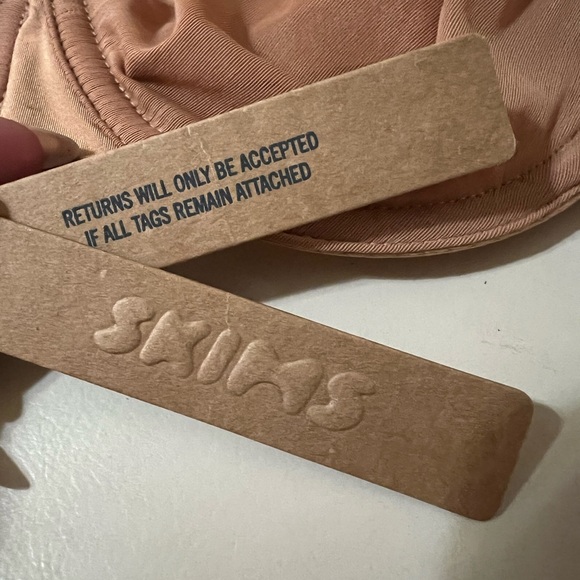 RETURNS WILL ONLY BE ACCEPTED
IF ALL TAGS REMAIN ATTACHED
SKIMS